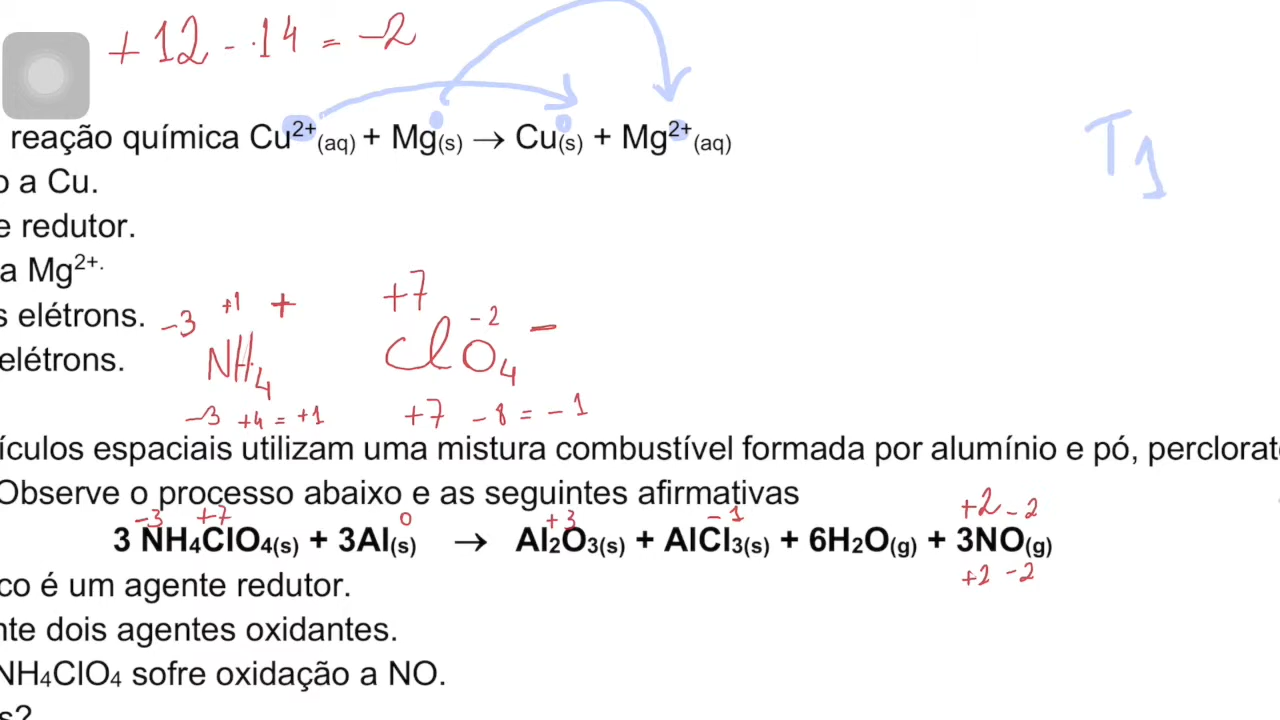 +12 - 14 = -2
reação química Cu²⁺(aq) + Mg(s) → Cu(s) + Mg²⁺(aq)
T1
o a Cu.
e redutor.
a Mg²⁺.
s elétrons.
-3 +1 + +7 -2 -
elétrons.
NH₄ ClO₄
-3 +4 = +1 +7 - 8 = -1
ículos espaciais utilizam uma mistura combustível formada por alumínio e pó, perclorat
Observe o processo abaixo e as seguintes afirmativas
-3 +7 0 +3 -1 +2 -2
3 NH₄ClO₄(s) + 3Al(s) → Al₂O₃(s) + AlCl₃(s) + 6H₂O(g) + 3NO(g)
+2 -2
co é um agente redutor.
nte dois agentes oxidantes.
NH₄ClO₄ sofre oxidação a NO.
s?